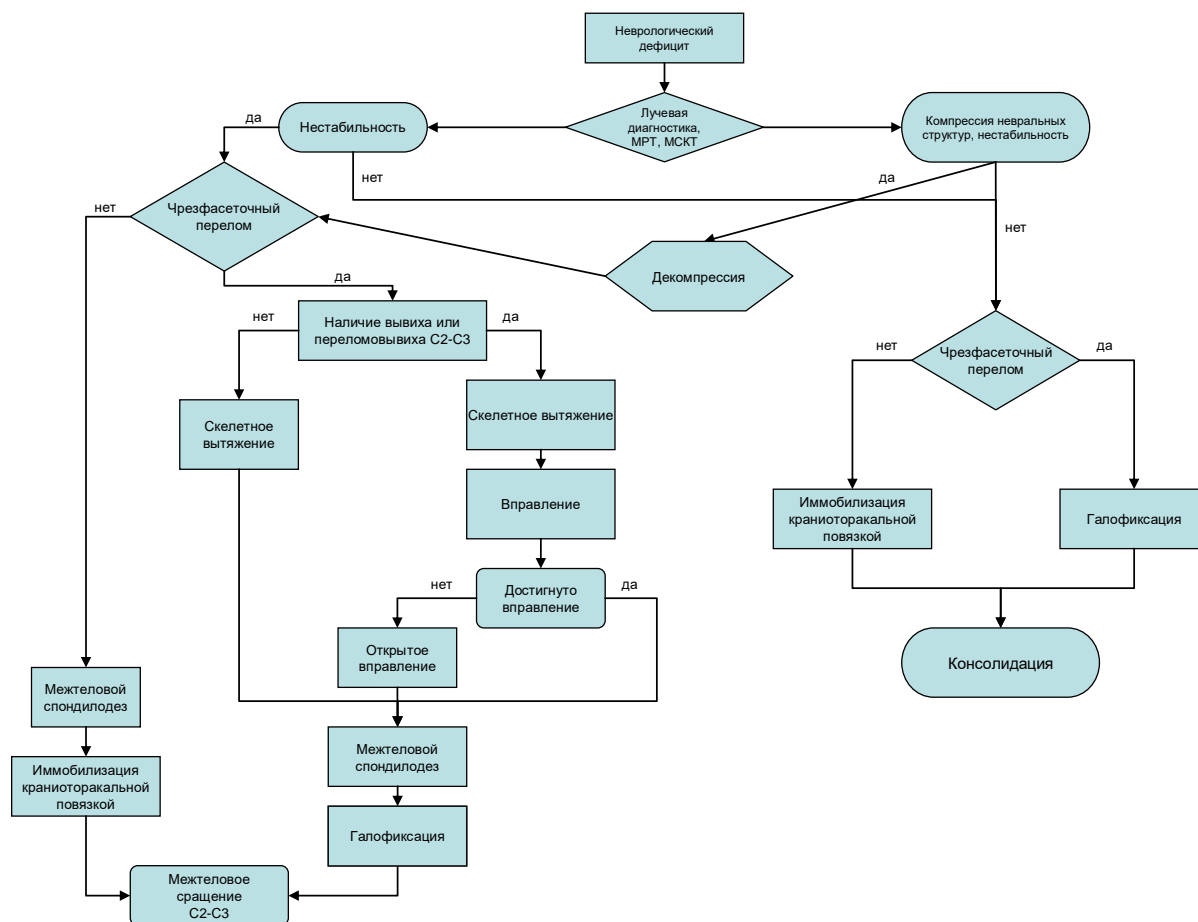 Неврологический
дефицит
Лучевая
диагностика,
МРТ, МСКТ
да
Нестабильность
Компрессия невральных
структур, нестабильность
нет
да
нет
Чрезфасеточный
перелом
нет
Декомпрессия
да
Наличие вывиха или
переломовывиха С2-С3
нет
да
Чрезфасеточный
перелом
нет
да
Скелетное
вытяжение
Скелетное вытяжение
Вправление
Иммобилизация
краниоторакальной
повязкой
Галофиксация
Достигнуто
вправление
нет
да
Открытое
вправление
Консолидация
Межтеловой
спондилодез
Межтеловой
спондилодез
Иммобилизация
краниоторакальной
повязкой
Галофиксация
Межтеловое
сращение
С2-С3